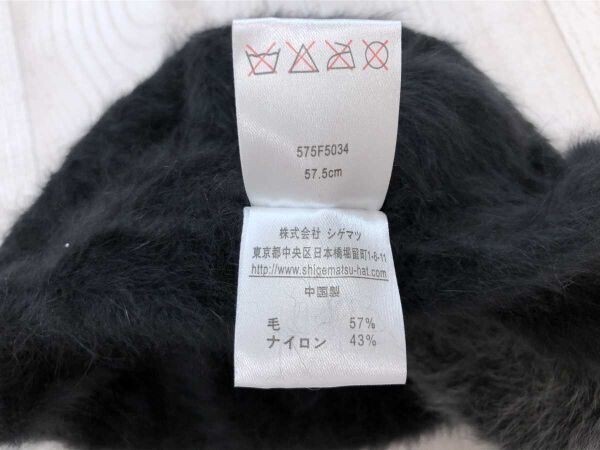 575F5034
57.5cm
株式会社 シゲマツ
東京都中央区日本橋堀留町1-6-11
http://www.shigematsu-hat.com
中国製
毛 57%
ナイロン 43%